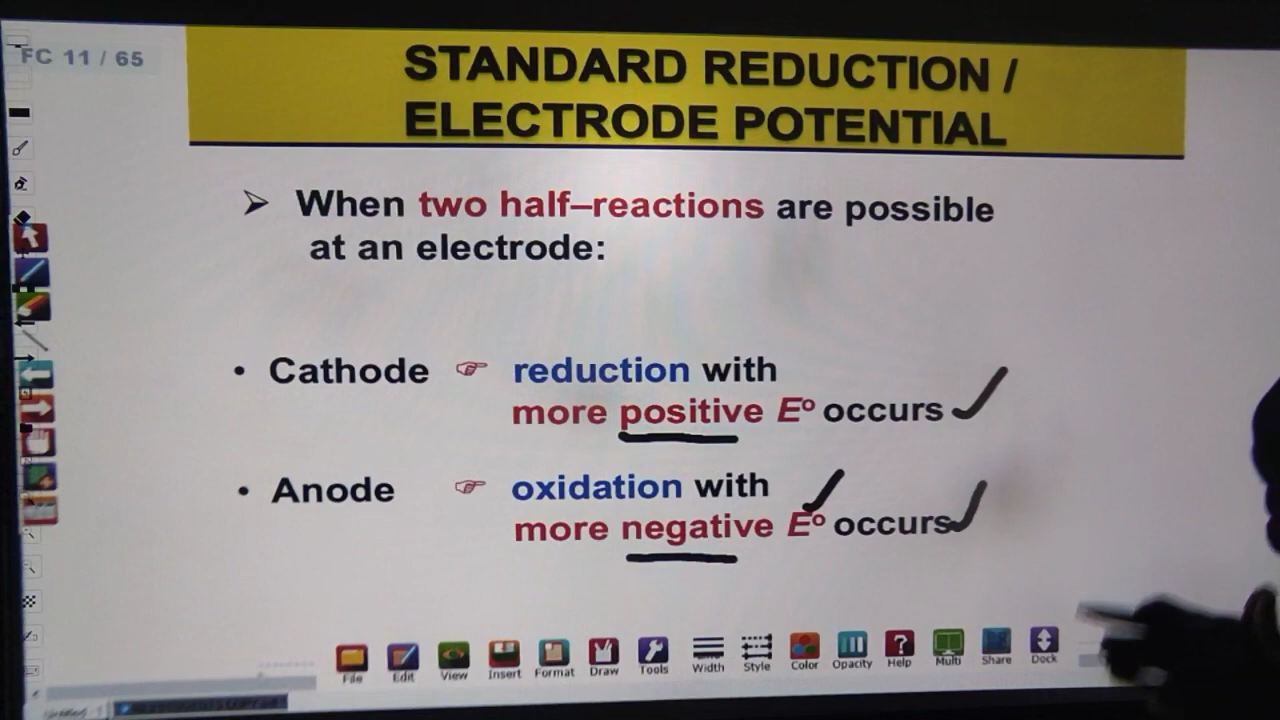 FC 11 / 65
STANDARD REDUCTION /
ELECTRODE POTENTIAL
➢ When two half–reactions are possible
at an electrode:
• Cathode ☞ reduction with
more positive Eº occurs
• Anode ☞ oxidation with
more negative Eº occurs
File Edit View Insert Format Draw Tools Width Style Color Opacity Help Multi Share Dock